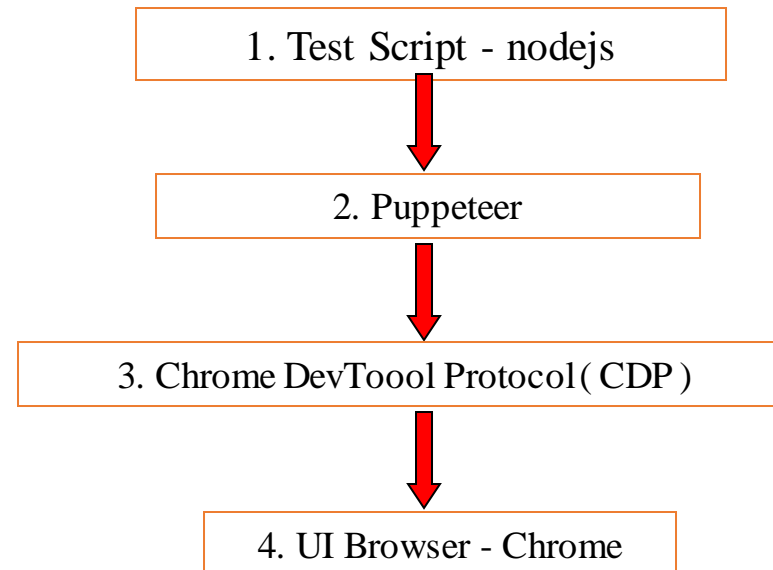 1. Test Script - nodejs
2. Puppeteer
3. Chrome DevToool Protocol ( CDP )
4. UI Browser - Chrome